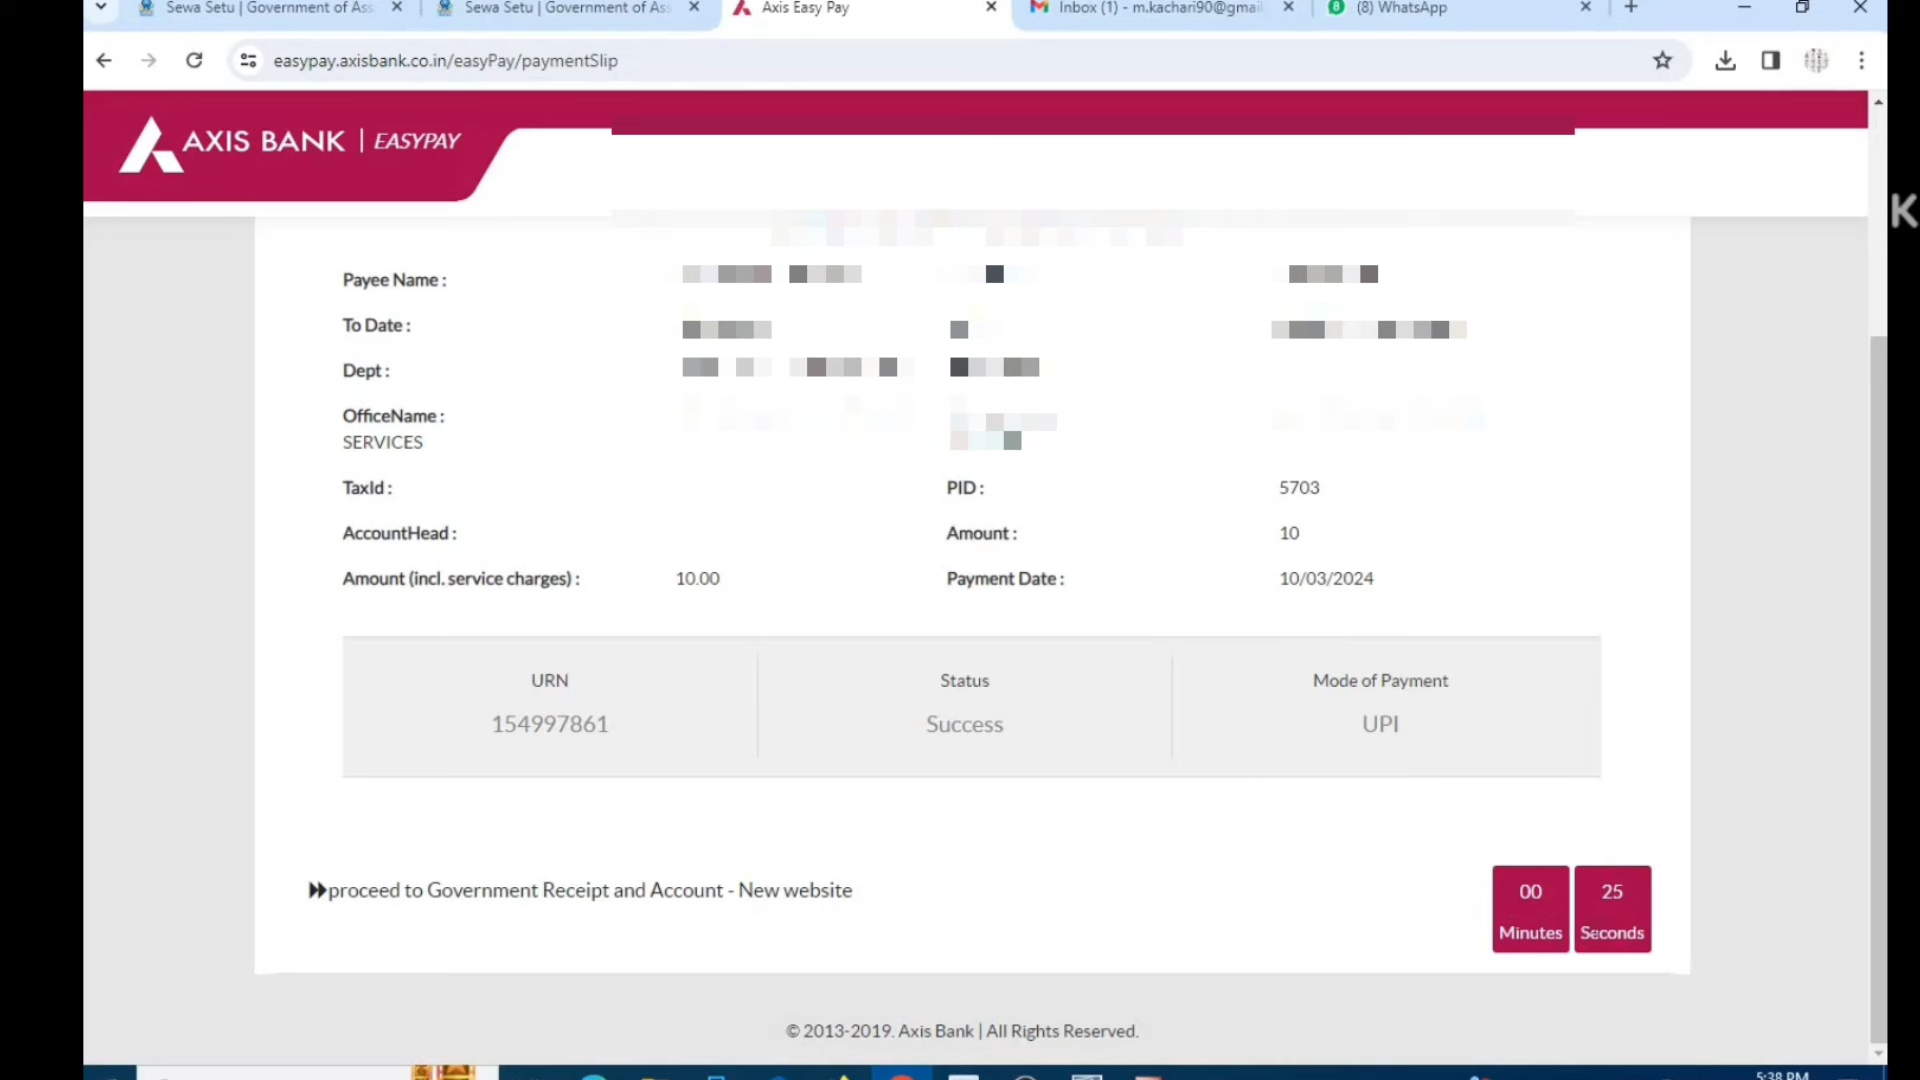 Sewa Setu | Government of Ass
Sewa Setu | Government of Ass
Axis Easy Pay
Inbox (1) - m.kachari90@gmail
(8) WhatsApp
easypay.axisbank.co.in/easyPay/paymentSlip
AXIS BANK | EASYPAY
K
Payee Name :
To Date :
Dept :
OfficeName :
SERVICES
TaxId : PID : 5703
AccountHead : Amount : 10
Amount (incl. service charges) : 10.00 Payment Date : 10/03/2024
URN Status Mode of Payment
154997861 Success UPI
proceed to Government Receipt and Account - New website
00 25
Minutes Seconds
© 2013-2019. Axis Bank | All Rights Reserved.
5:38 PM